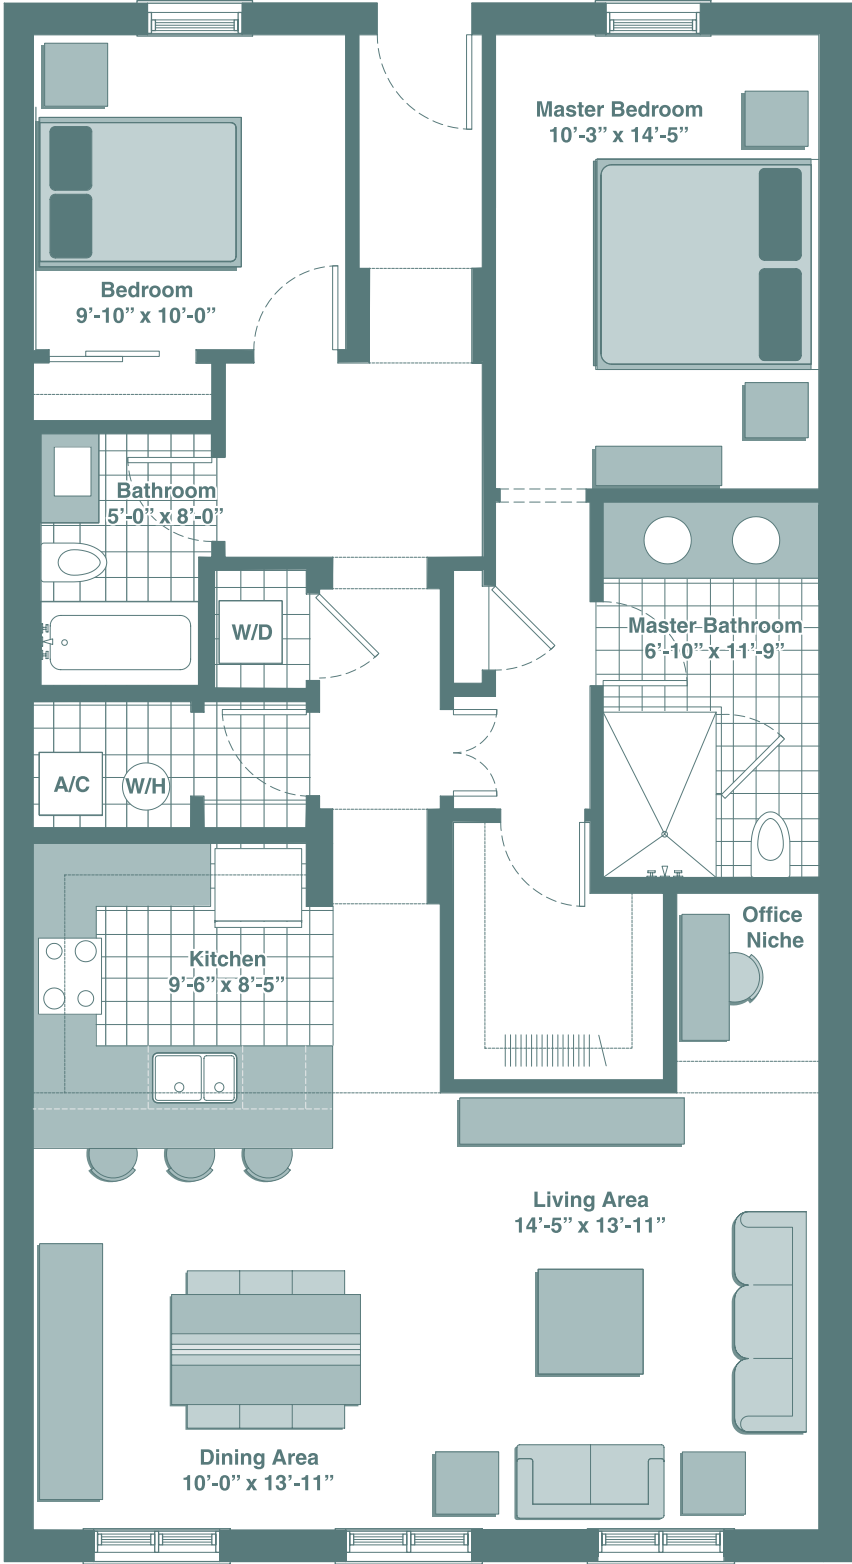 Master Bedroom
10’-3” x 14’-5”
Bedroom
9’-10” x 10’-0”
Bathroom
5’-0” x 8’-0”
W/D
Master Bathroom
6’-10” x 11’-9”
A/C
W/H
Office
Niche
Kitchen
9’-6” x 8’-5”
Living Area
14’-5” x 13’-11”
Dining Area
10’-0” x 13’-11”